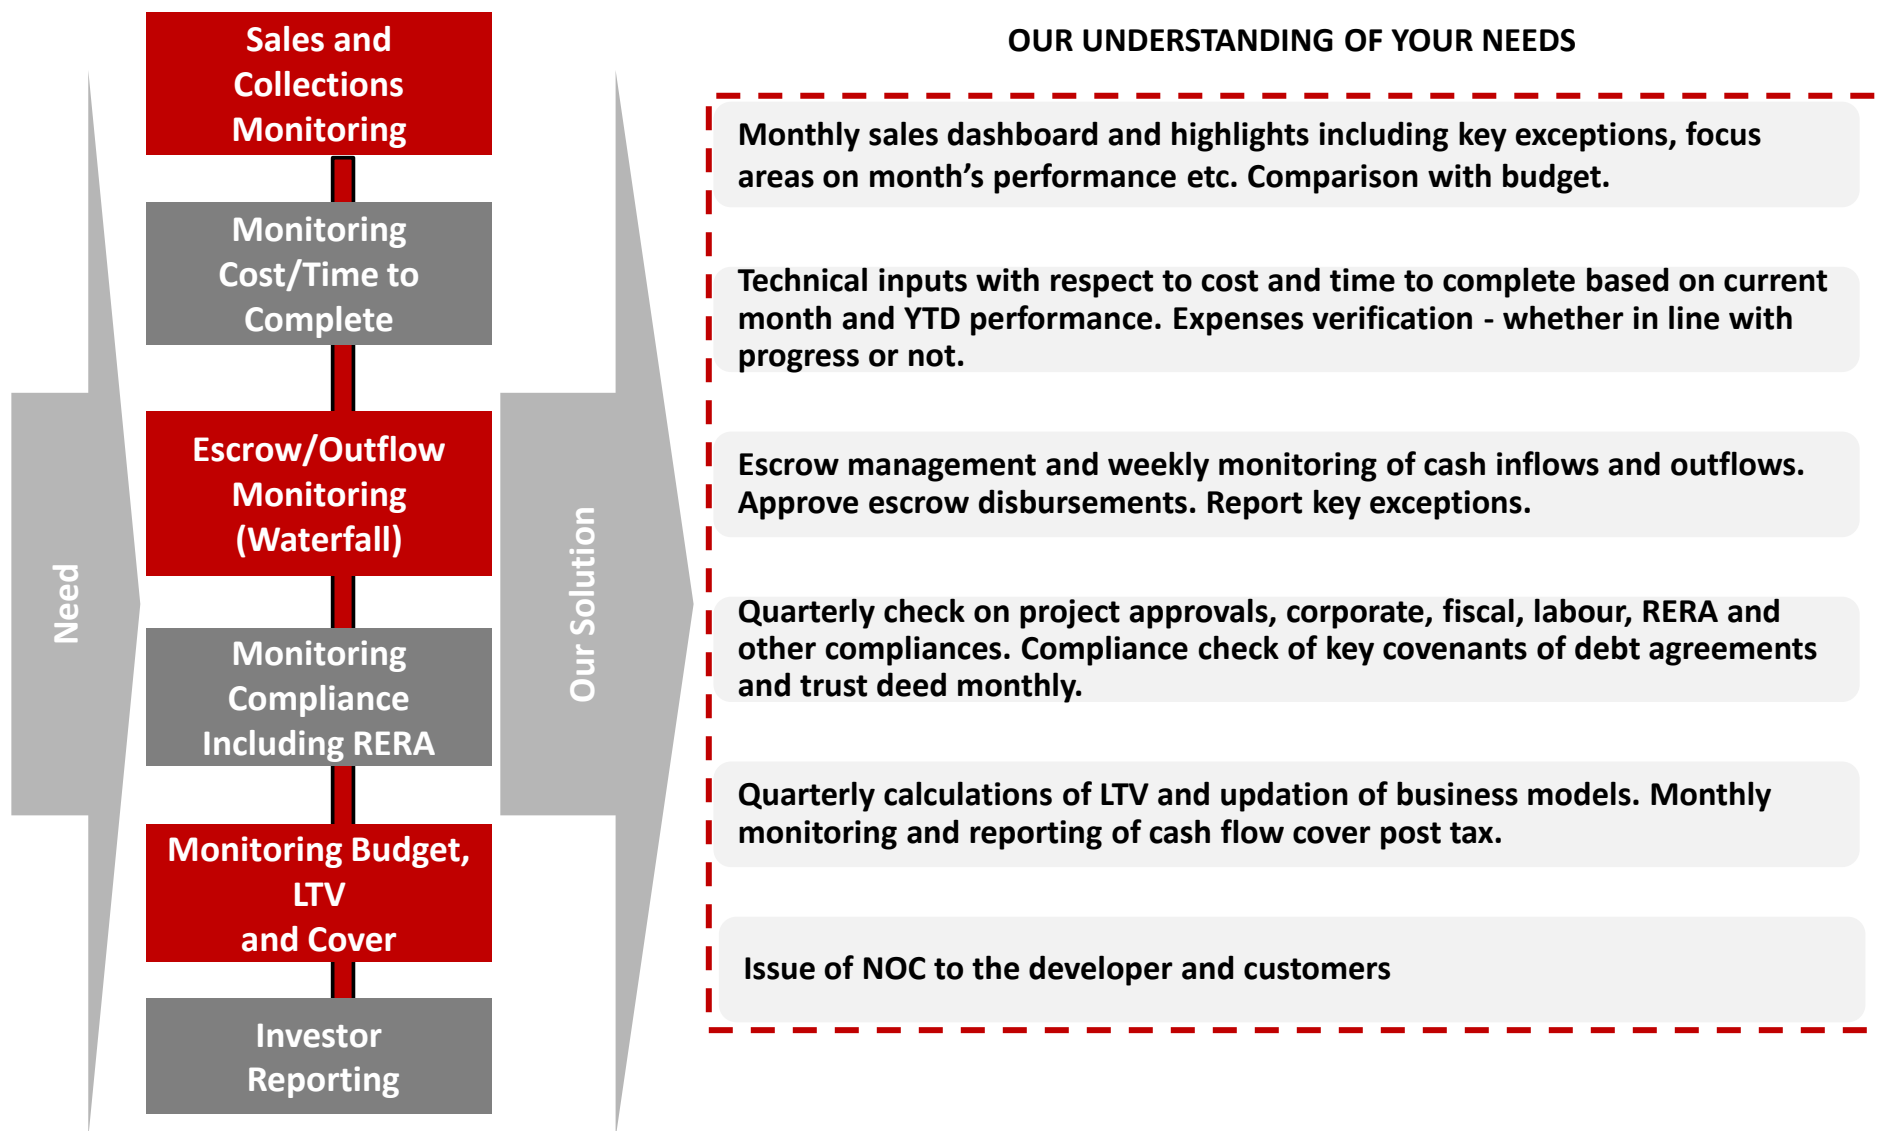 Need
Sales and
Collections
Monitoring
Monitoring
Cost/Time to
Complete
Escrow/Outflow
Monitoring
(Waterfall)
Monitoring
Compliance
Including RERA
Monitoring Budget,
LTV
and Cover
Investor
Reporting
Our Solution
OUR UNDERSTANDING OF YOUR NEEDS
Monthly sales dashboard and highlights including key exceptions, focus
areas on month’s performance etc. Comparison with budget.
Technical inputs with respect to cost and time to complete based on current
month and YTD performance. Expenses verification - whether in line with
progress or not.
Escrow management and weekly monitoring of cash inflows and outflows.
Approve escrow disbursements. Report key exceptions.
Quarterly check on project approvals, corporate, fiscal, labour, RERA and
other compliances. Compliance check of key covenants of debt agreements
and trust deed monthly.
Quarterly calculations of LTV and updation of business models. Monthly
monitoring and reporting of cash flow cover post tax.
Issue of NOC to the developer and customers